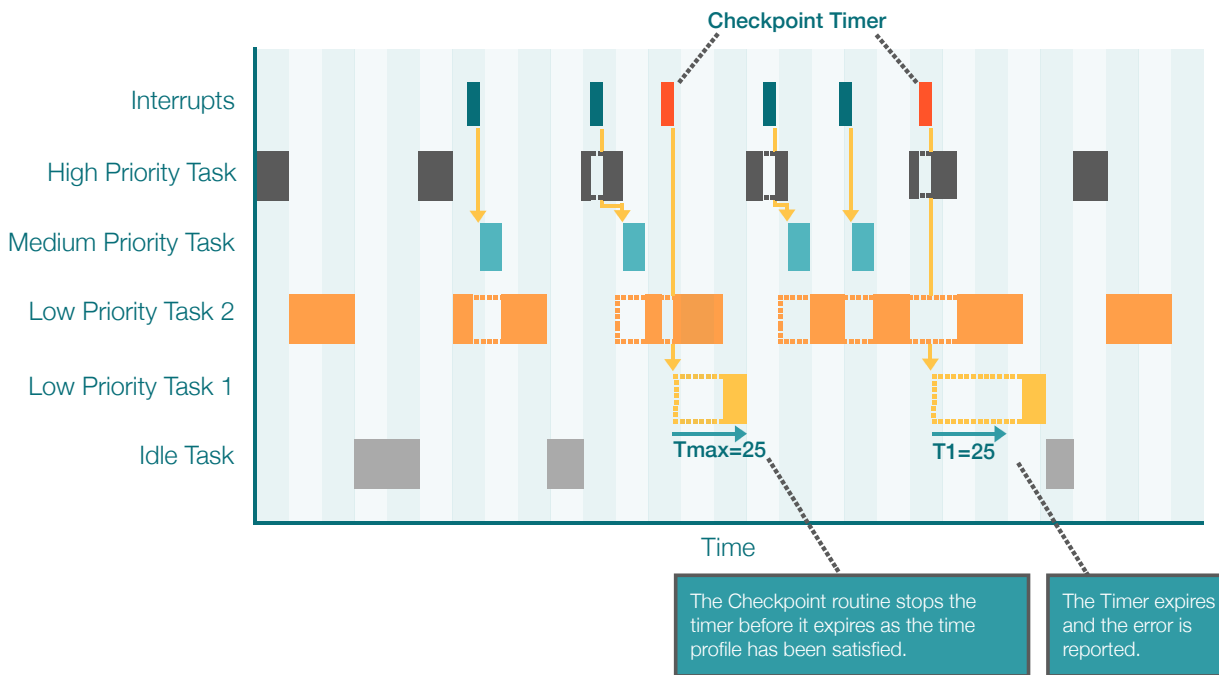 Checkpoint Timer
Interrupts
High Priority Task
Medium Priority Task
Low Priority Task 2
Low Priority Task 1
Idle Task
Tmax=25
T1=25
Time
The Checkpoint routine stops the
timer before it expires as the time
profile has been satisfied.
The Timer expires
and the error is
reported.